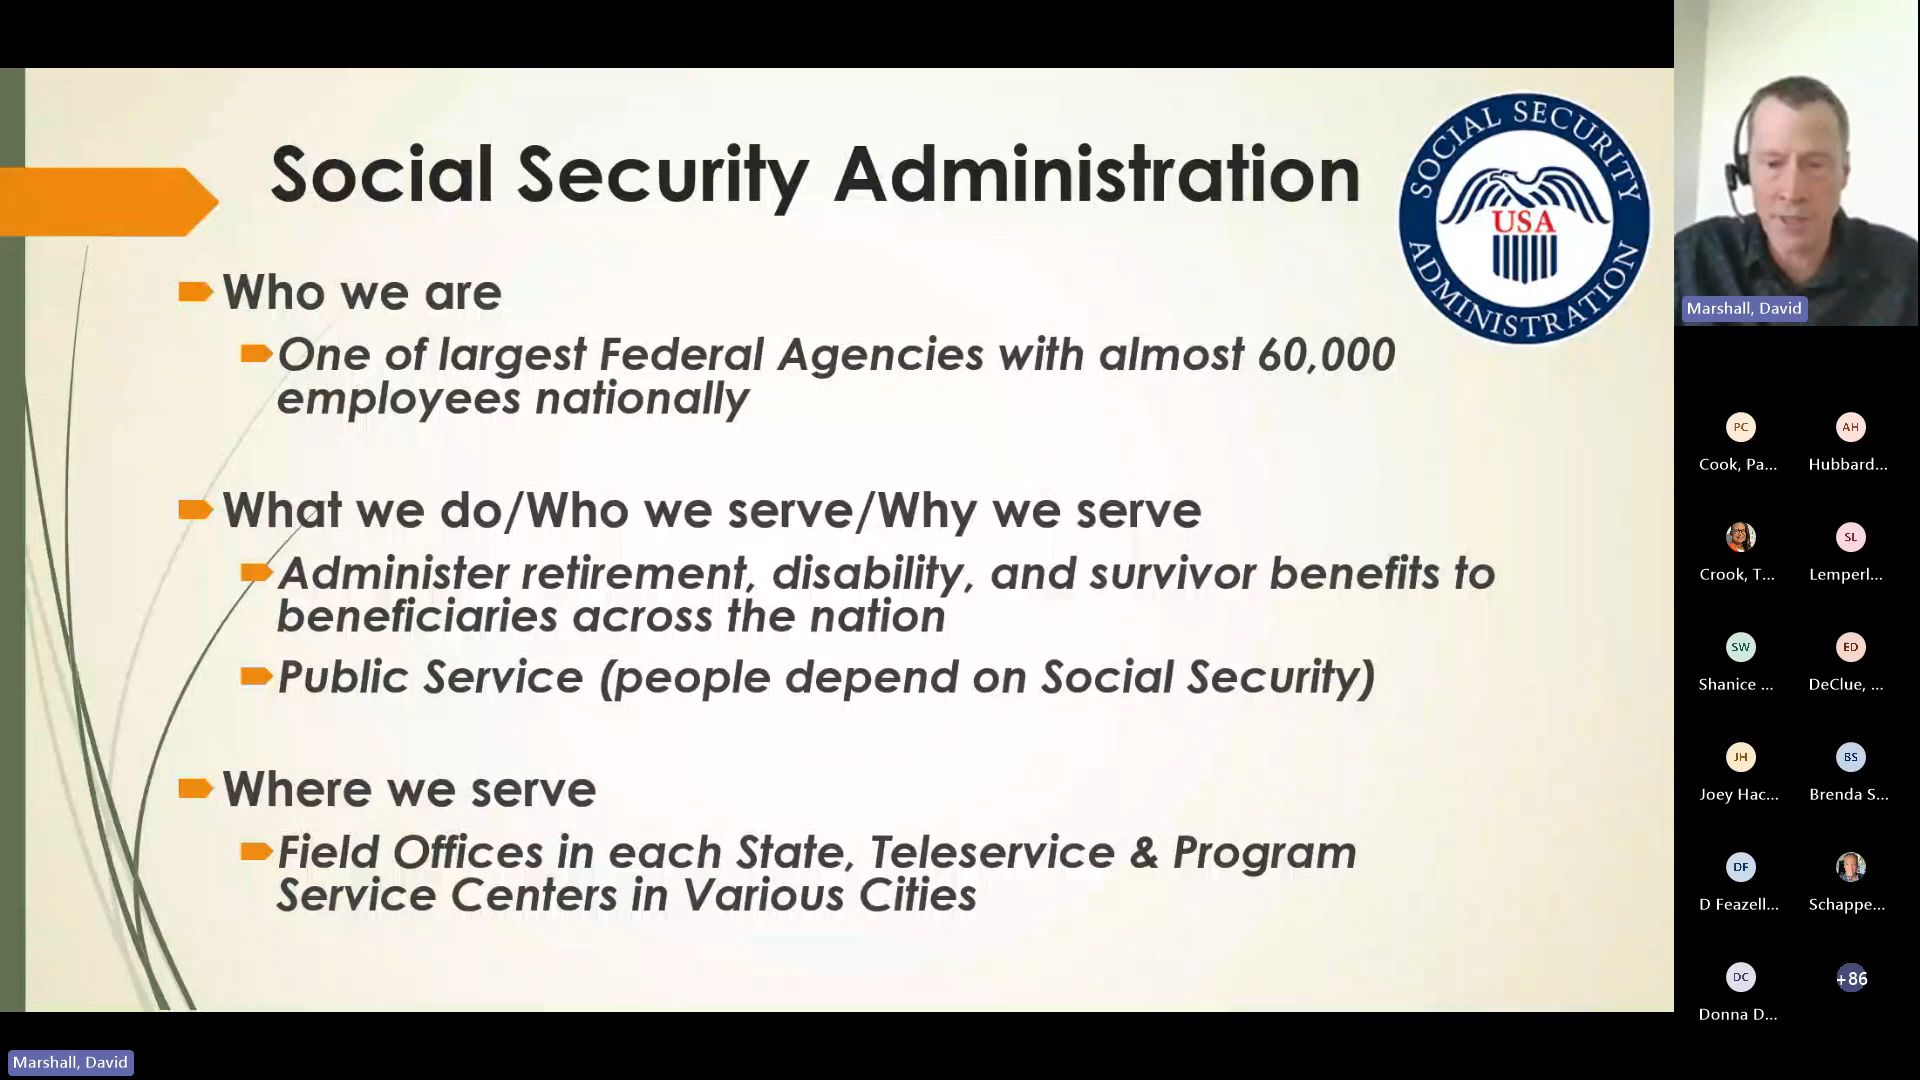 Social Security Administration
SOCIAL SECURITY
USA
ADMINISTRATION
Who we are
One of largest Federal Agencies with almost 60,000
employees nationally
What we do/Who we serve/Why we serve
Administer retirement, disability, and survivor benefits to
beneficiaries across the nation
Public Service (people depend on Social Security)
Where we serve
Field Offices in each State, Teleservice & Program
Service Centers in Various Cities
Marshall, David
PC
AH
Cook, Pa...
Hubbard...
SL
Crook, T...
Lemperl...
SW
ED
Shanice ...
DeClue, ...
JH
BS
Joey Hac...
Brenda S...
DF
D Feazell...
Schappe...
DC
+86
Donna D...
Marshall, David